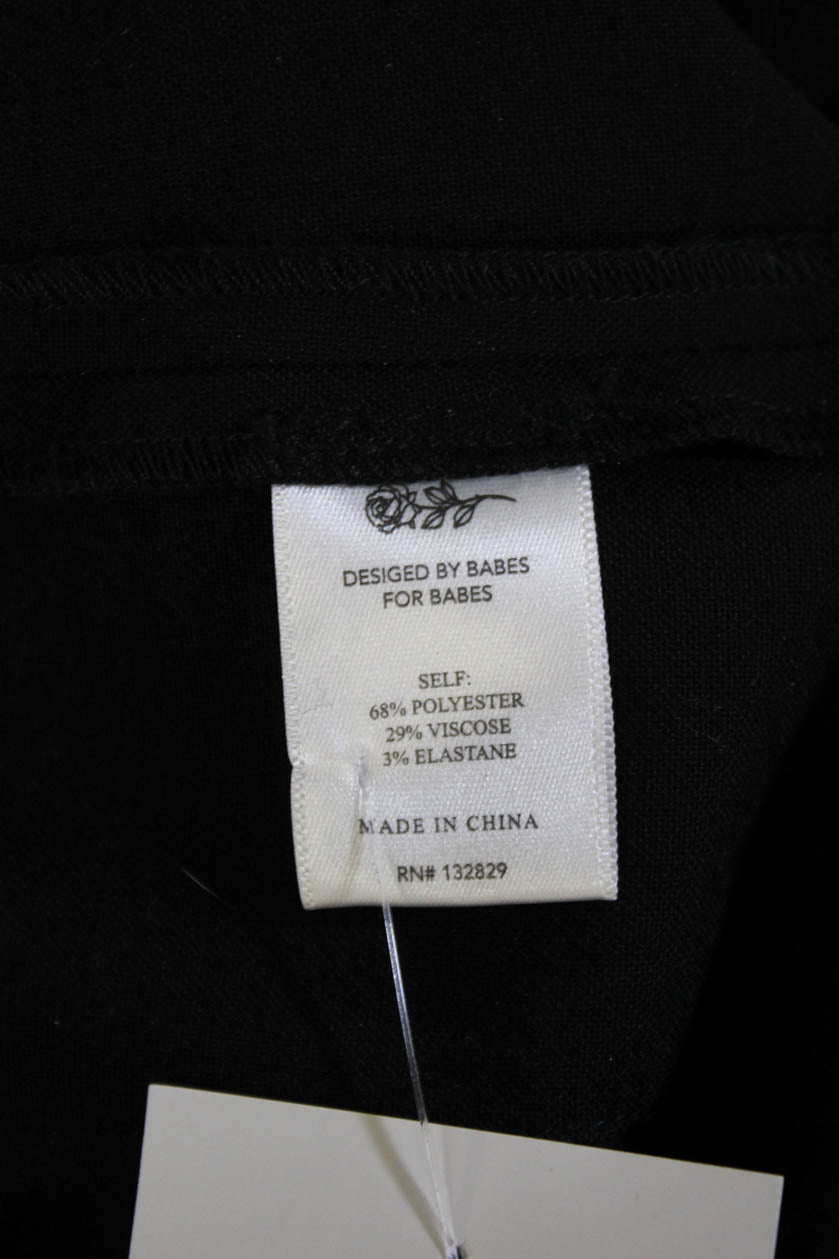 DESIGED BY BABES
FOR BABES
SELF:
68% POLYESTER
29% VISCOSE
3% ELASTANE
MADE IN CHINA
RN# 132829